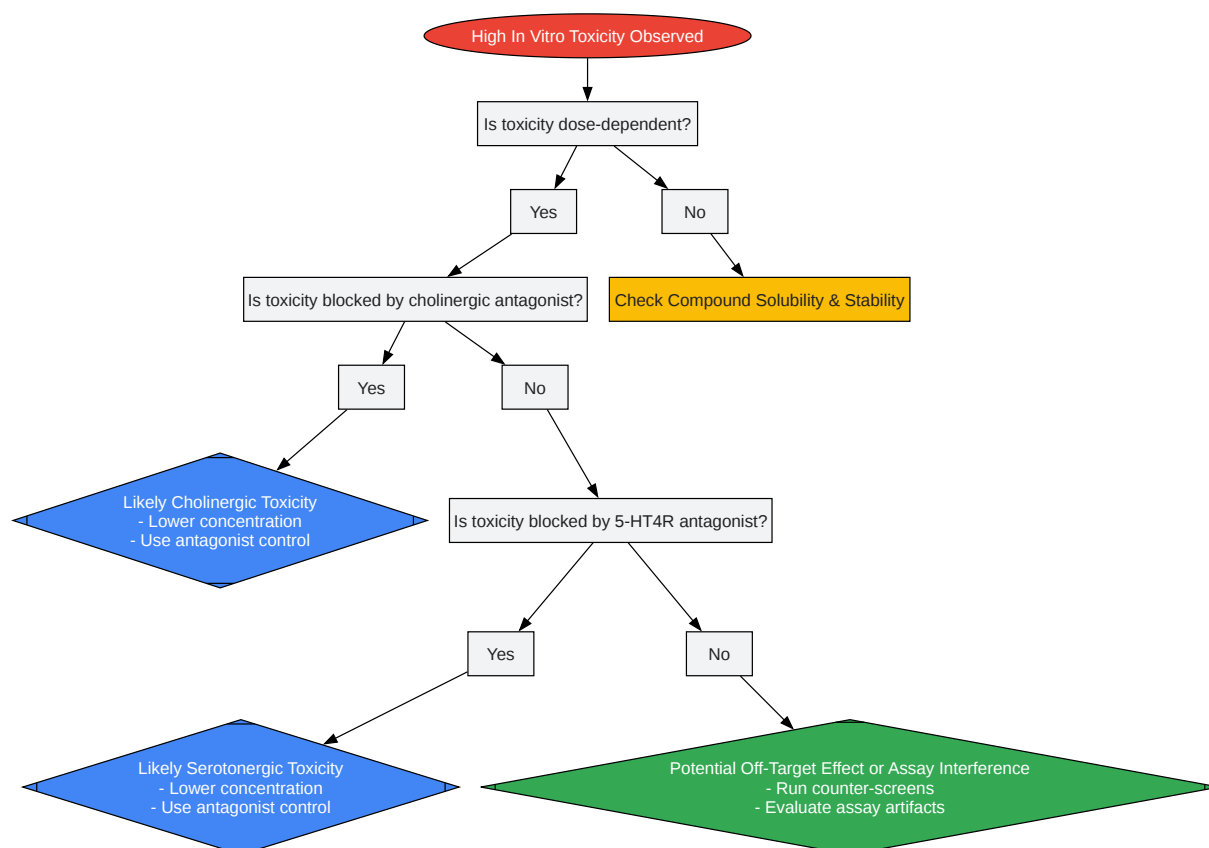 High In Vitro Toxicity Observed
Is toxicity dose-dependent?
Yes
No
Is toxicity blocked by cholinergic antagonist?
Check Compound Solubility & Stability
Yes
No
Likely Cholinergic Toxicity
- Lower concentration
- Use antagonist control
Is toxicity blocked by 5-HT4R antagonist?
Yes
No
Likely Serotonergic Toxicity
- Lower concentration
- Use antagonist control
Potential Off-Target Effect or Assay Interference
- Run counter-screens
- Evaluate assay artifacts